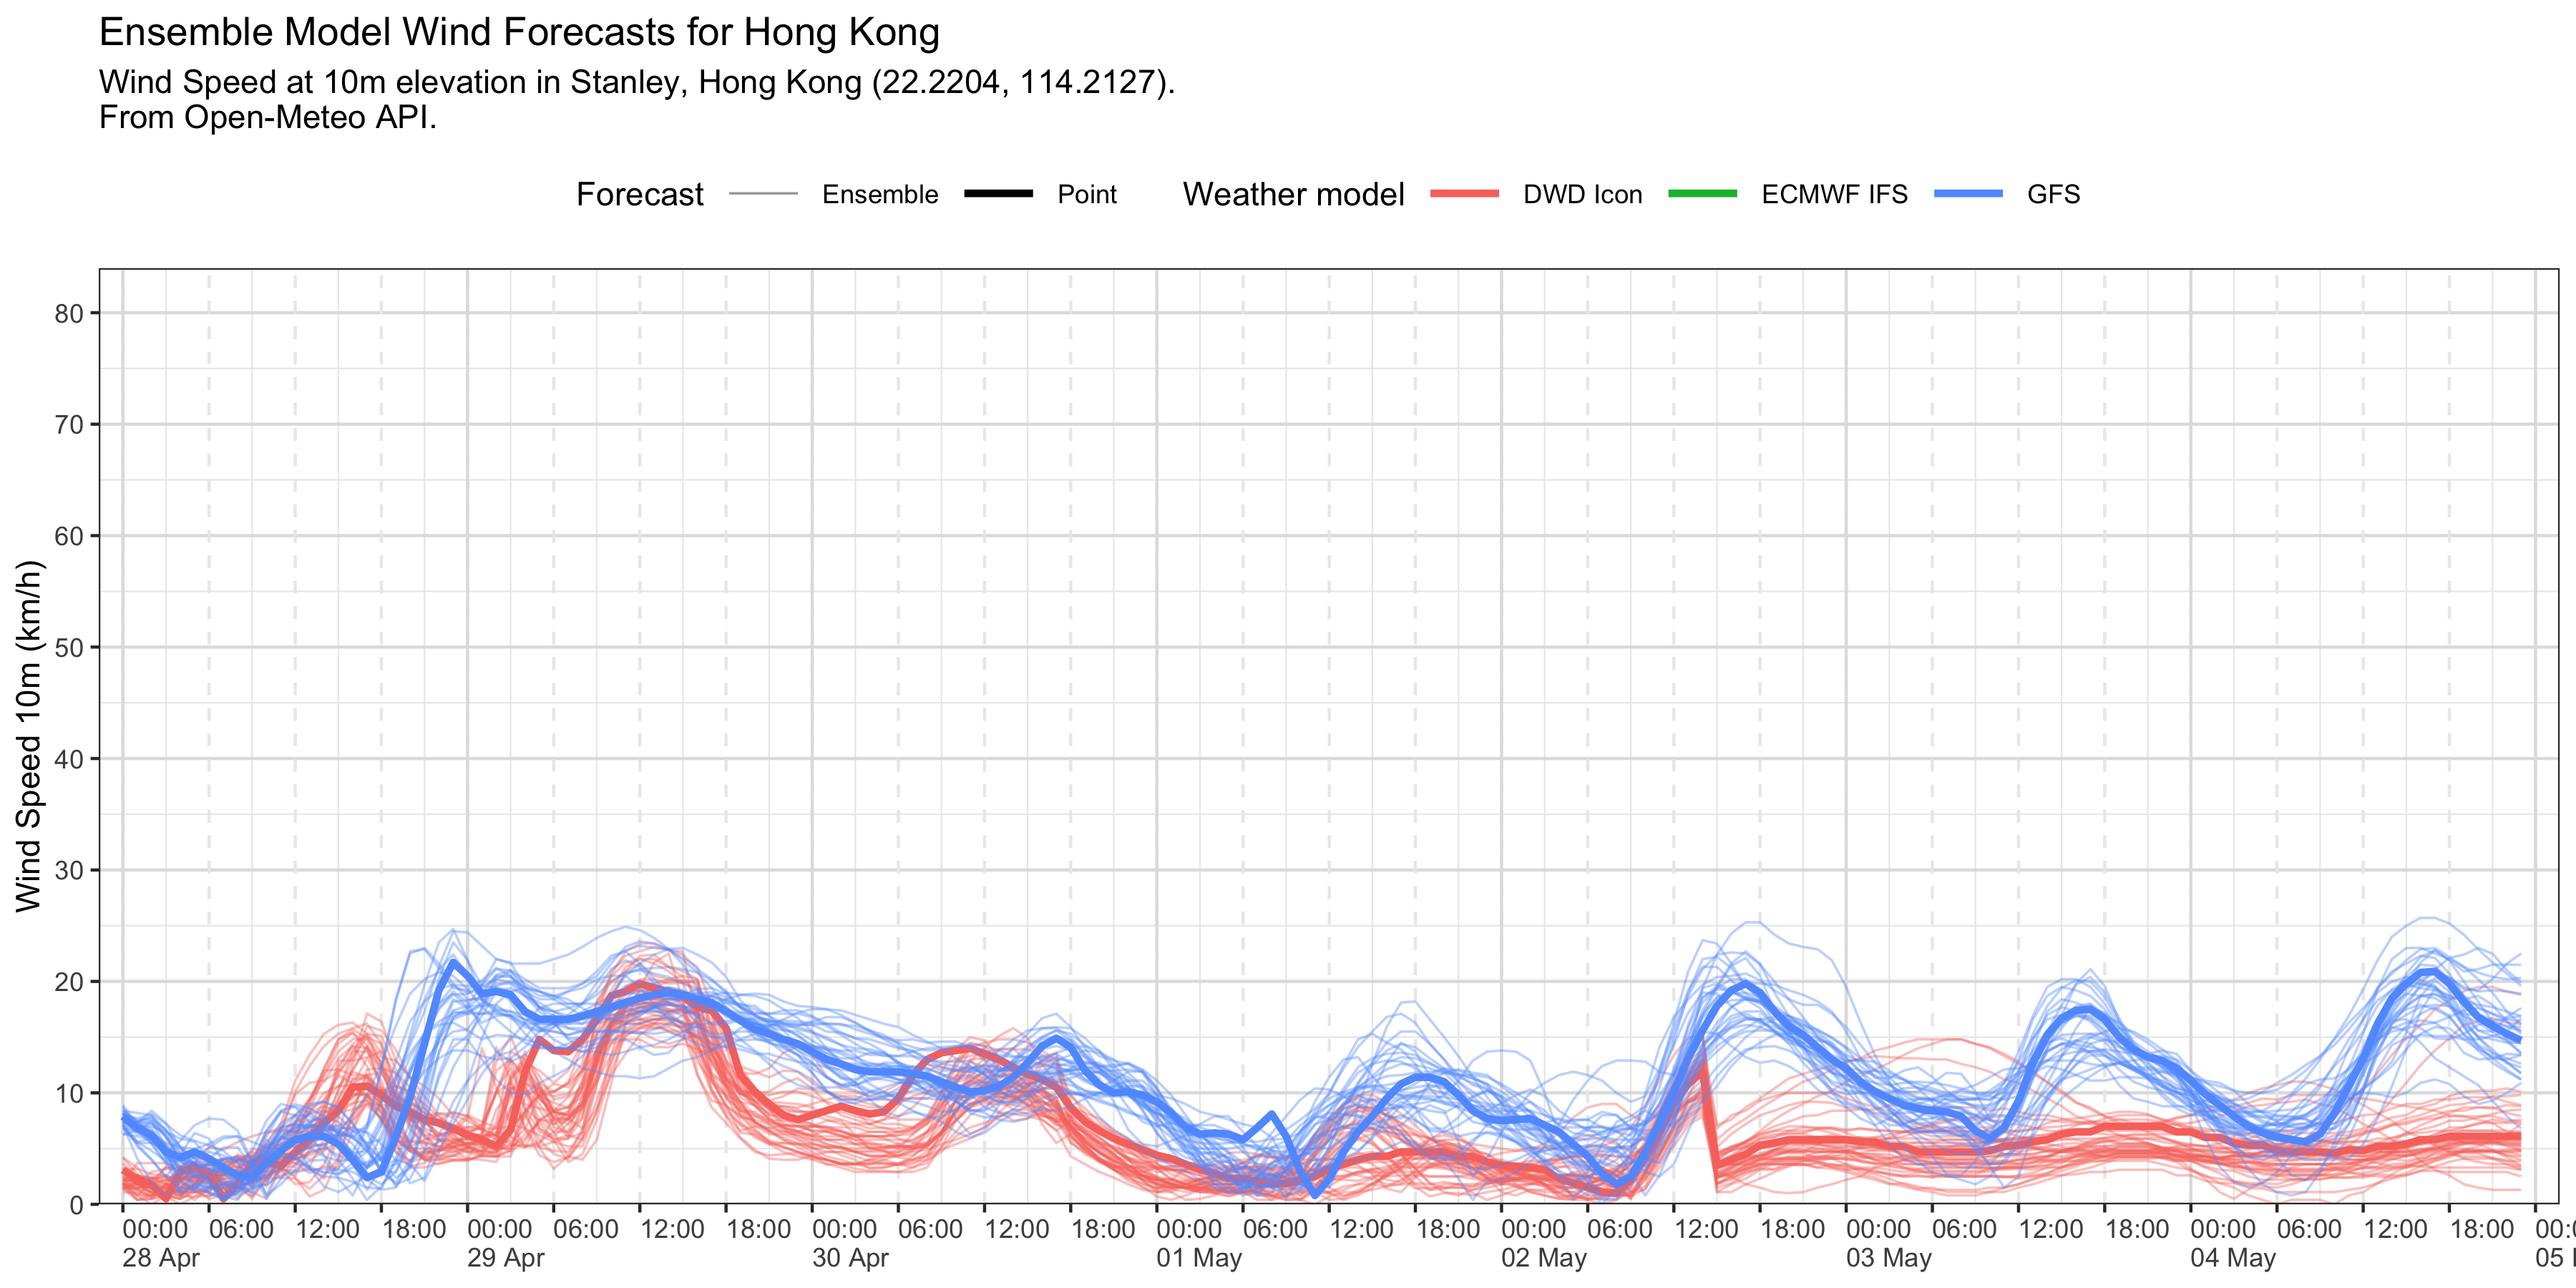 Ensemble Model Wind Forecasts for Hong Kong
Wind Speed at 10m elevation in Stanley, Hong Kong (22.2204, 114.2127).
From Open-Meteo API.
Forecast Ensemble Point Weather model DWD Icon ECMWF IFS GFS
Wind Speed 10m (km/h)
80
70
60
50
40
30
20
10
0
00:00 06:00 12:00 18:00 00:00 06:00 12:00 18:00 00:00 06:00 12:00 18:00 00:00 06:00 12:00 18:00 00:00 06:00 12:00 18:00 00:00 06:00 12:00 18:00 00:00 06:00 12:00 18:00
28 Apr 29 Apr 30 Apr 01 May 02 May 03 May 04 May 05